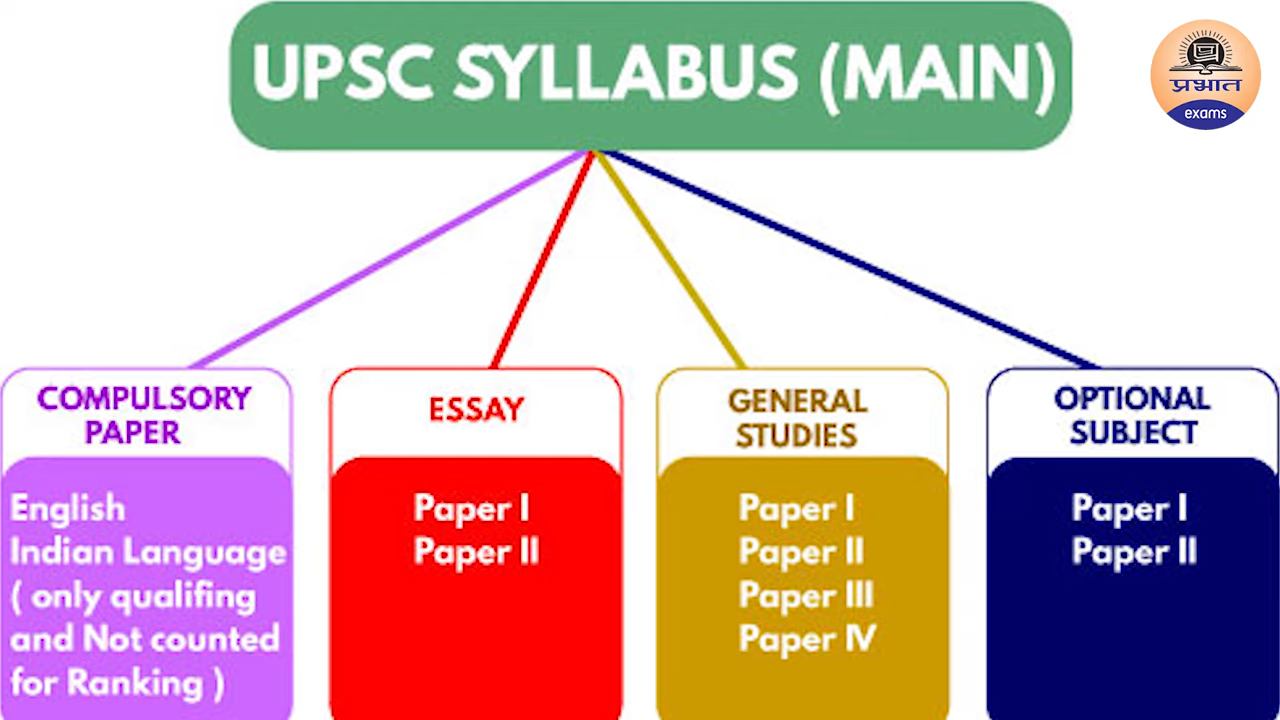 UPSC SYLLABUS (MAIN)
प्रभात
exams
COMPULSORY
PAPER
English
Indian Language
( only qualifing
and Not counted
for Ranking )
ESSAY
Paper I
Paper II
GENERAL
STUDIES
Paper I
Paper II
Paper III
Paper IV
OPTIONAL
SUBJECT
Paper I
Paper II